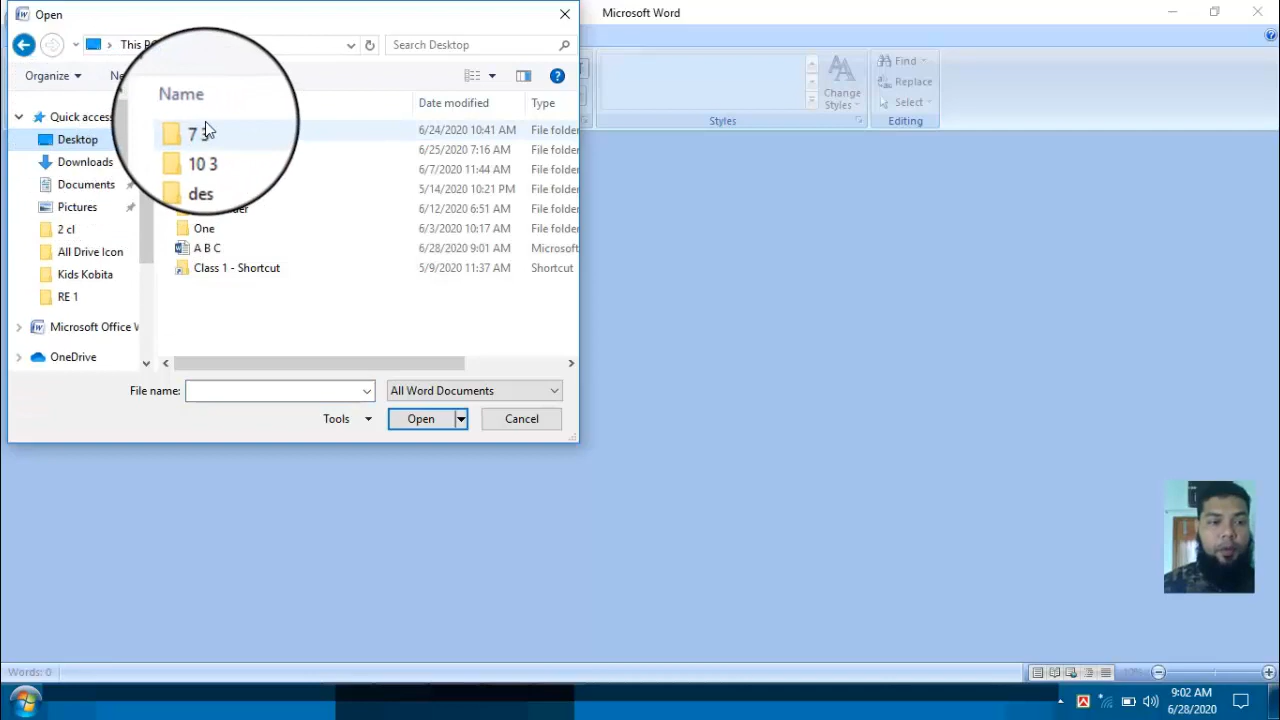 Open
Microsoft Word
Search Desktop
Organize
Find
Replace
Select
Change
Styles
Styles
Editing
Name
Date modified
Type
Quick access
Desktop
Downloads
Documents
Pictures
2 cl
All Drive Icon
Kids Kobita
RE 1
Microsoft Office W
OneDrive
10 3
des
One
A B C
Class 1 - Shortcut
6/24/2020 10:41 AM File folder
6/25/2020 7:16 AM File folder
6/7/2020 11:44 AM File folder
5/14/2020 10:21 PM File folder
6/12/2020 6:51 AM File folder
6/3/2020 10:17 AM File folder
6/28/2020 9:01 AM Microsoft
5/9/2020 11:37 AM Shortcut
File name:
All Word Documents
Tools
Open
Cancel
Words: 0
9:02 AM
6/28/2020